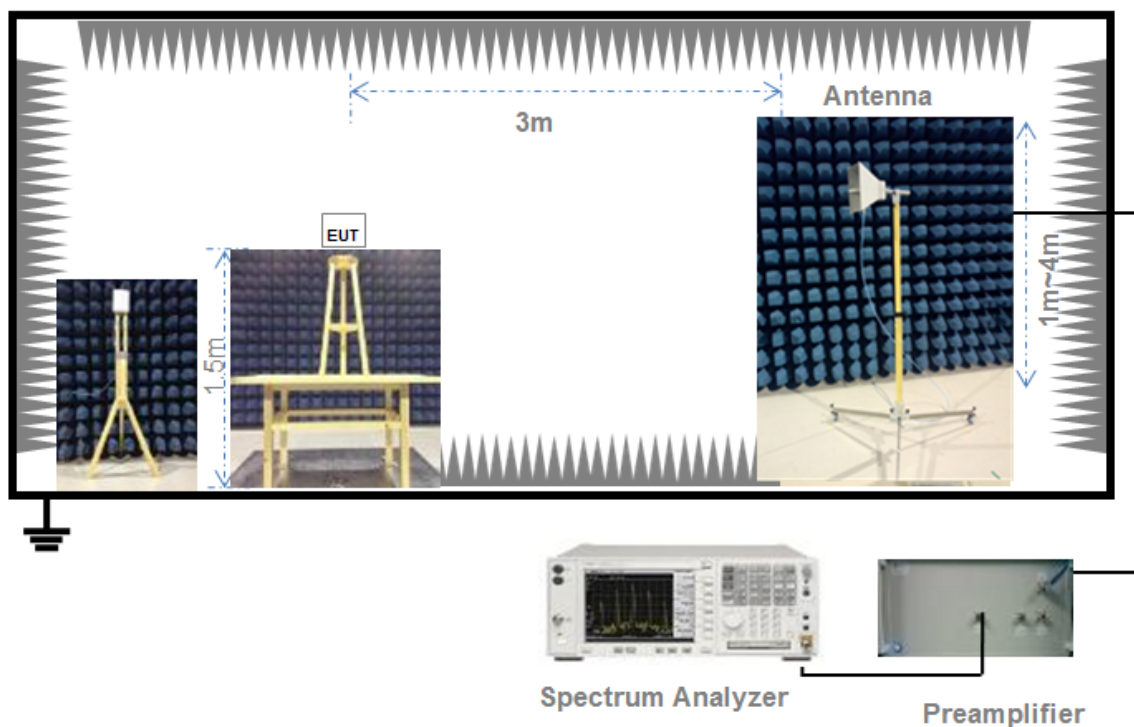 Antenna
3m
EUT
1.5m
1m~4m
Spectrum Analyzer
Preamplifier